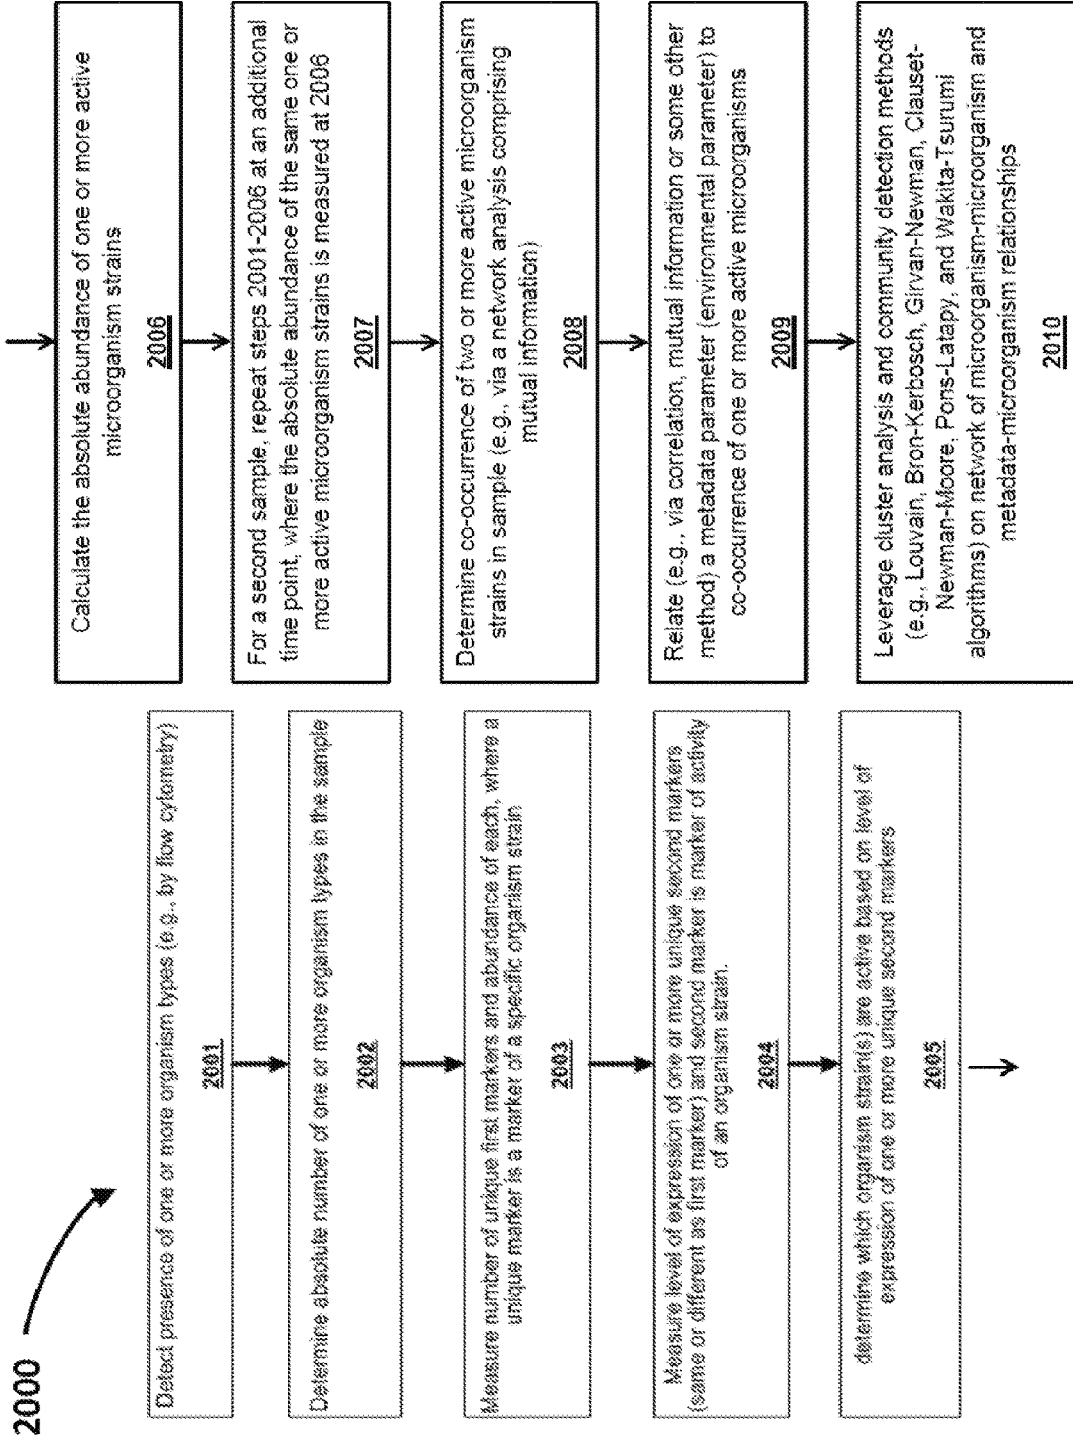 2000
Detect presence of one or more organism types (e.g., by flow cytometry)
2001
Determine absolute number of one or more organism types in the sample
2002
Measure number of unique first markers and abundance of each, where a
unique marker is a marker of a specific organism strain
2003
Measure level of expression of one or more unique second markers
(same or different as first marker) and second marker is marker of activity
of an organism strain.
2004
determine which organism strain(s) are active based on level of
expression of one or more unique second markers
2005
Calculate the absolute abundance of one or more active
microorganism strains
2006
For a second sample, repeat steps 2001-2006 at an additional
time point, where the absolute abundance of the same one or
more active microorganism strains is measured at 2006
2007
Determine co-occurrence of two or more active microorganism
strains in sample (e.g., via a network analysis comprising
mutual information)
2008
Relate (e.g., via correlation, mutual information or some other
method) a metadata parameter (environmental parameter) to
co-occurrence of one or more active microorganisms
2009
Leverage cluster analysis and community detection methods
(e.g., Louvain, Bron-Kerbosch, Girvan-Newman, Clauset-
Newman-Moore, Pons-Latapy, and Wakita-Tsurumi
algorithms) on network of microorganism-microorganism and
metadata-microorganism relationships
2010